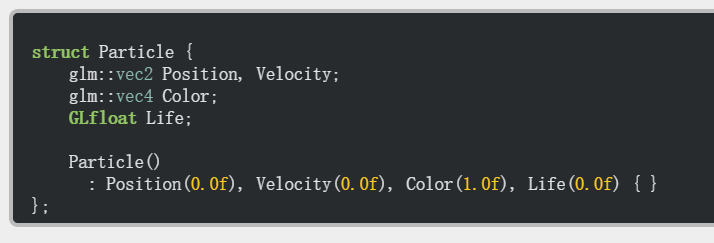 struct Particle {
    glm::vec2 Position, Velocity;
    glm::vec4 Color;
    GLfloat Life;

    Particle()
      : Position(0.0f), Velocity(0.0f), Color(1.0f), Life(0.0f) { }
};